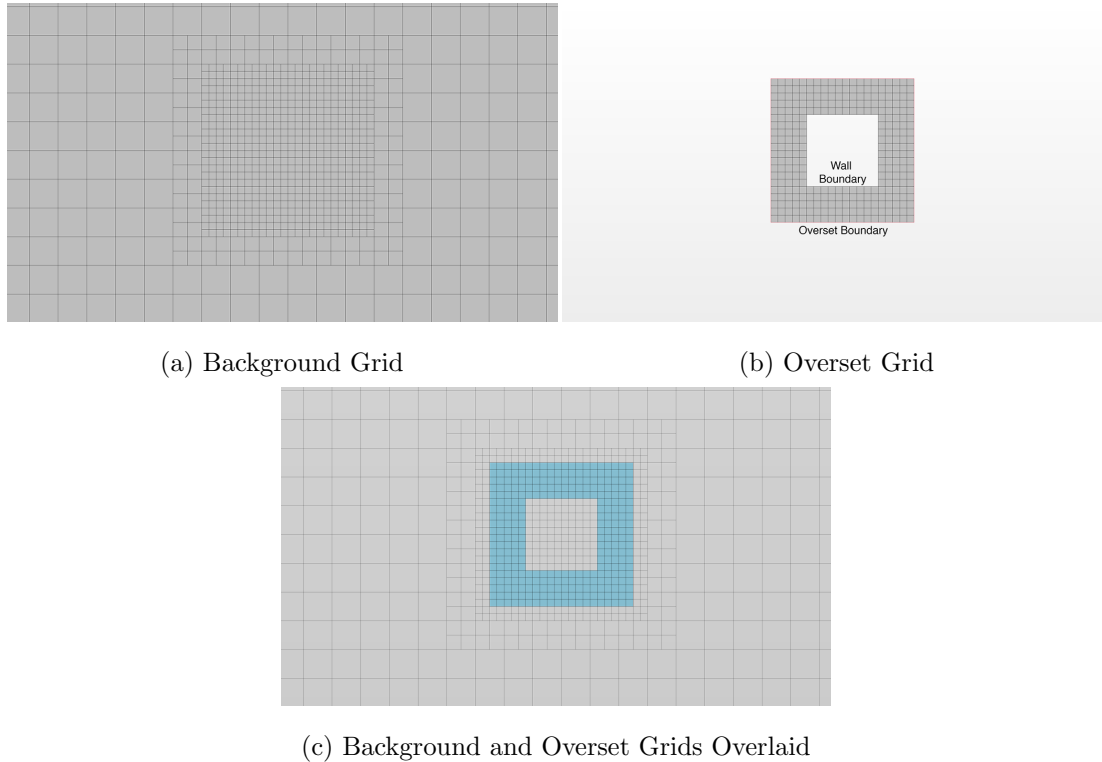 Wall
Boundary
Overset Boundary
(a) Background Grid
(b) Overset Grid
(c) Background and Overset Grids Overlaid